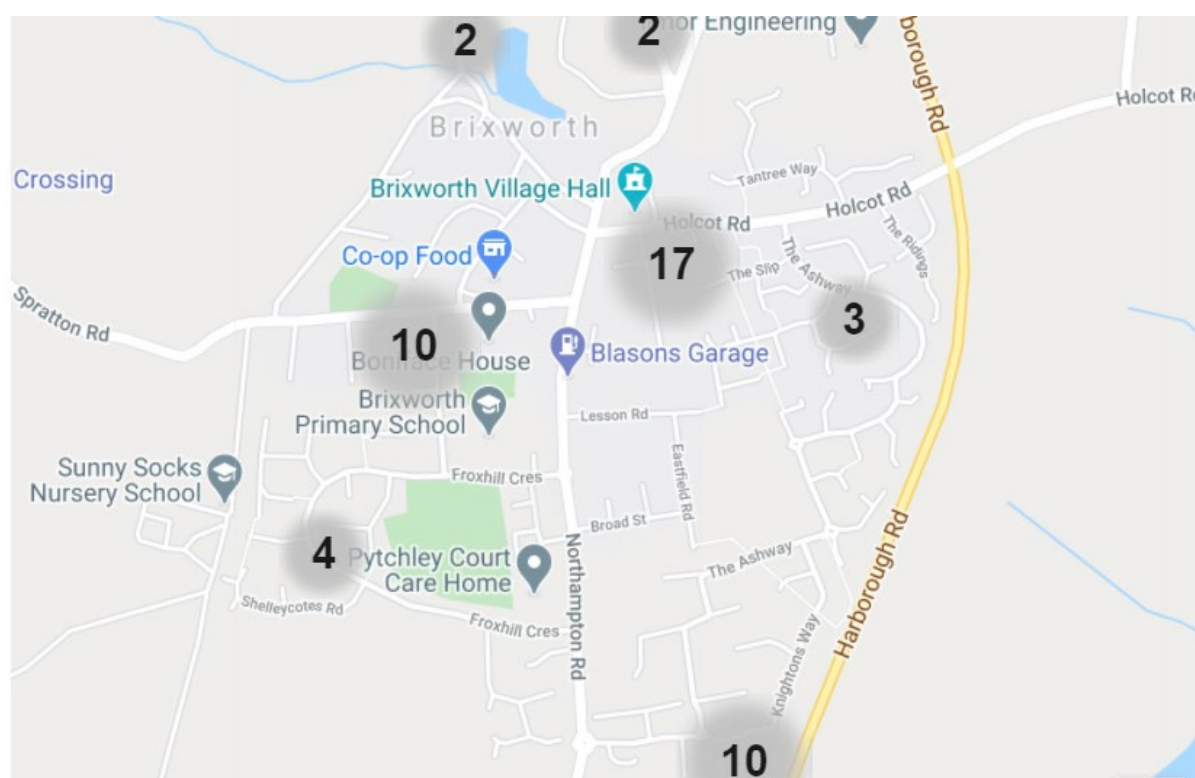 2
2
nor Engineering
borough Rd
Holcot Rd
Brixworth
Crossing
Tantree Way
Brixworth Village Hall
Holcot Rd
Holcot Rd
The Ridings
Co-op Food
17
The Slip
The Ashway
Spratton Rd
3
10
Boniface House
Blasons Garage
Brixworth
Primary School
Lesson Rd
Sunny Socks
Nursery School
Froxhill Cres
Eastfield Rd
Broad St
4
Pytchley Court
Care Home
Northampton Rd
The Ashway
Harborough Rd
Shelleycotes Rd
Froxhill Cres
Knightons Way
10